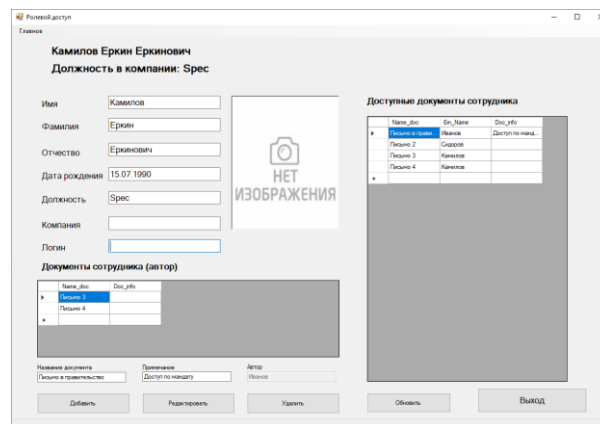 Ролевой доступ
Главное
Камилов Еркин Еркинович
Должность в компании: Spec
Имя Камилов
Фамилия Еркин
Отчество Еркинович
Дата рождения 15.07.1990
Должность Spec
Компания
Логин
НЕТ
ИЗОБРАЖЕНИЯ
Доступные документы сотрудника
Name_doc Ein_Name Doc_info
Письмо в прави... Иванов Доступ по манд...
Письмо 2 Сидоров
Письмо 3 Камилов
Письмо 4 Камилов
Документы сотрудника (автор)
Name_doc Doc_info
Письмо 3
Письмо 4
Название документа Примечание Автор
Письмо в правительство Доступ по мандату Иванов
Добавить Редактировать Удалить Обновить Выход